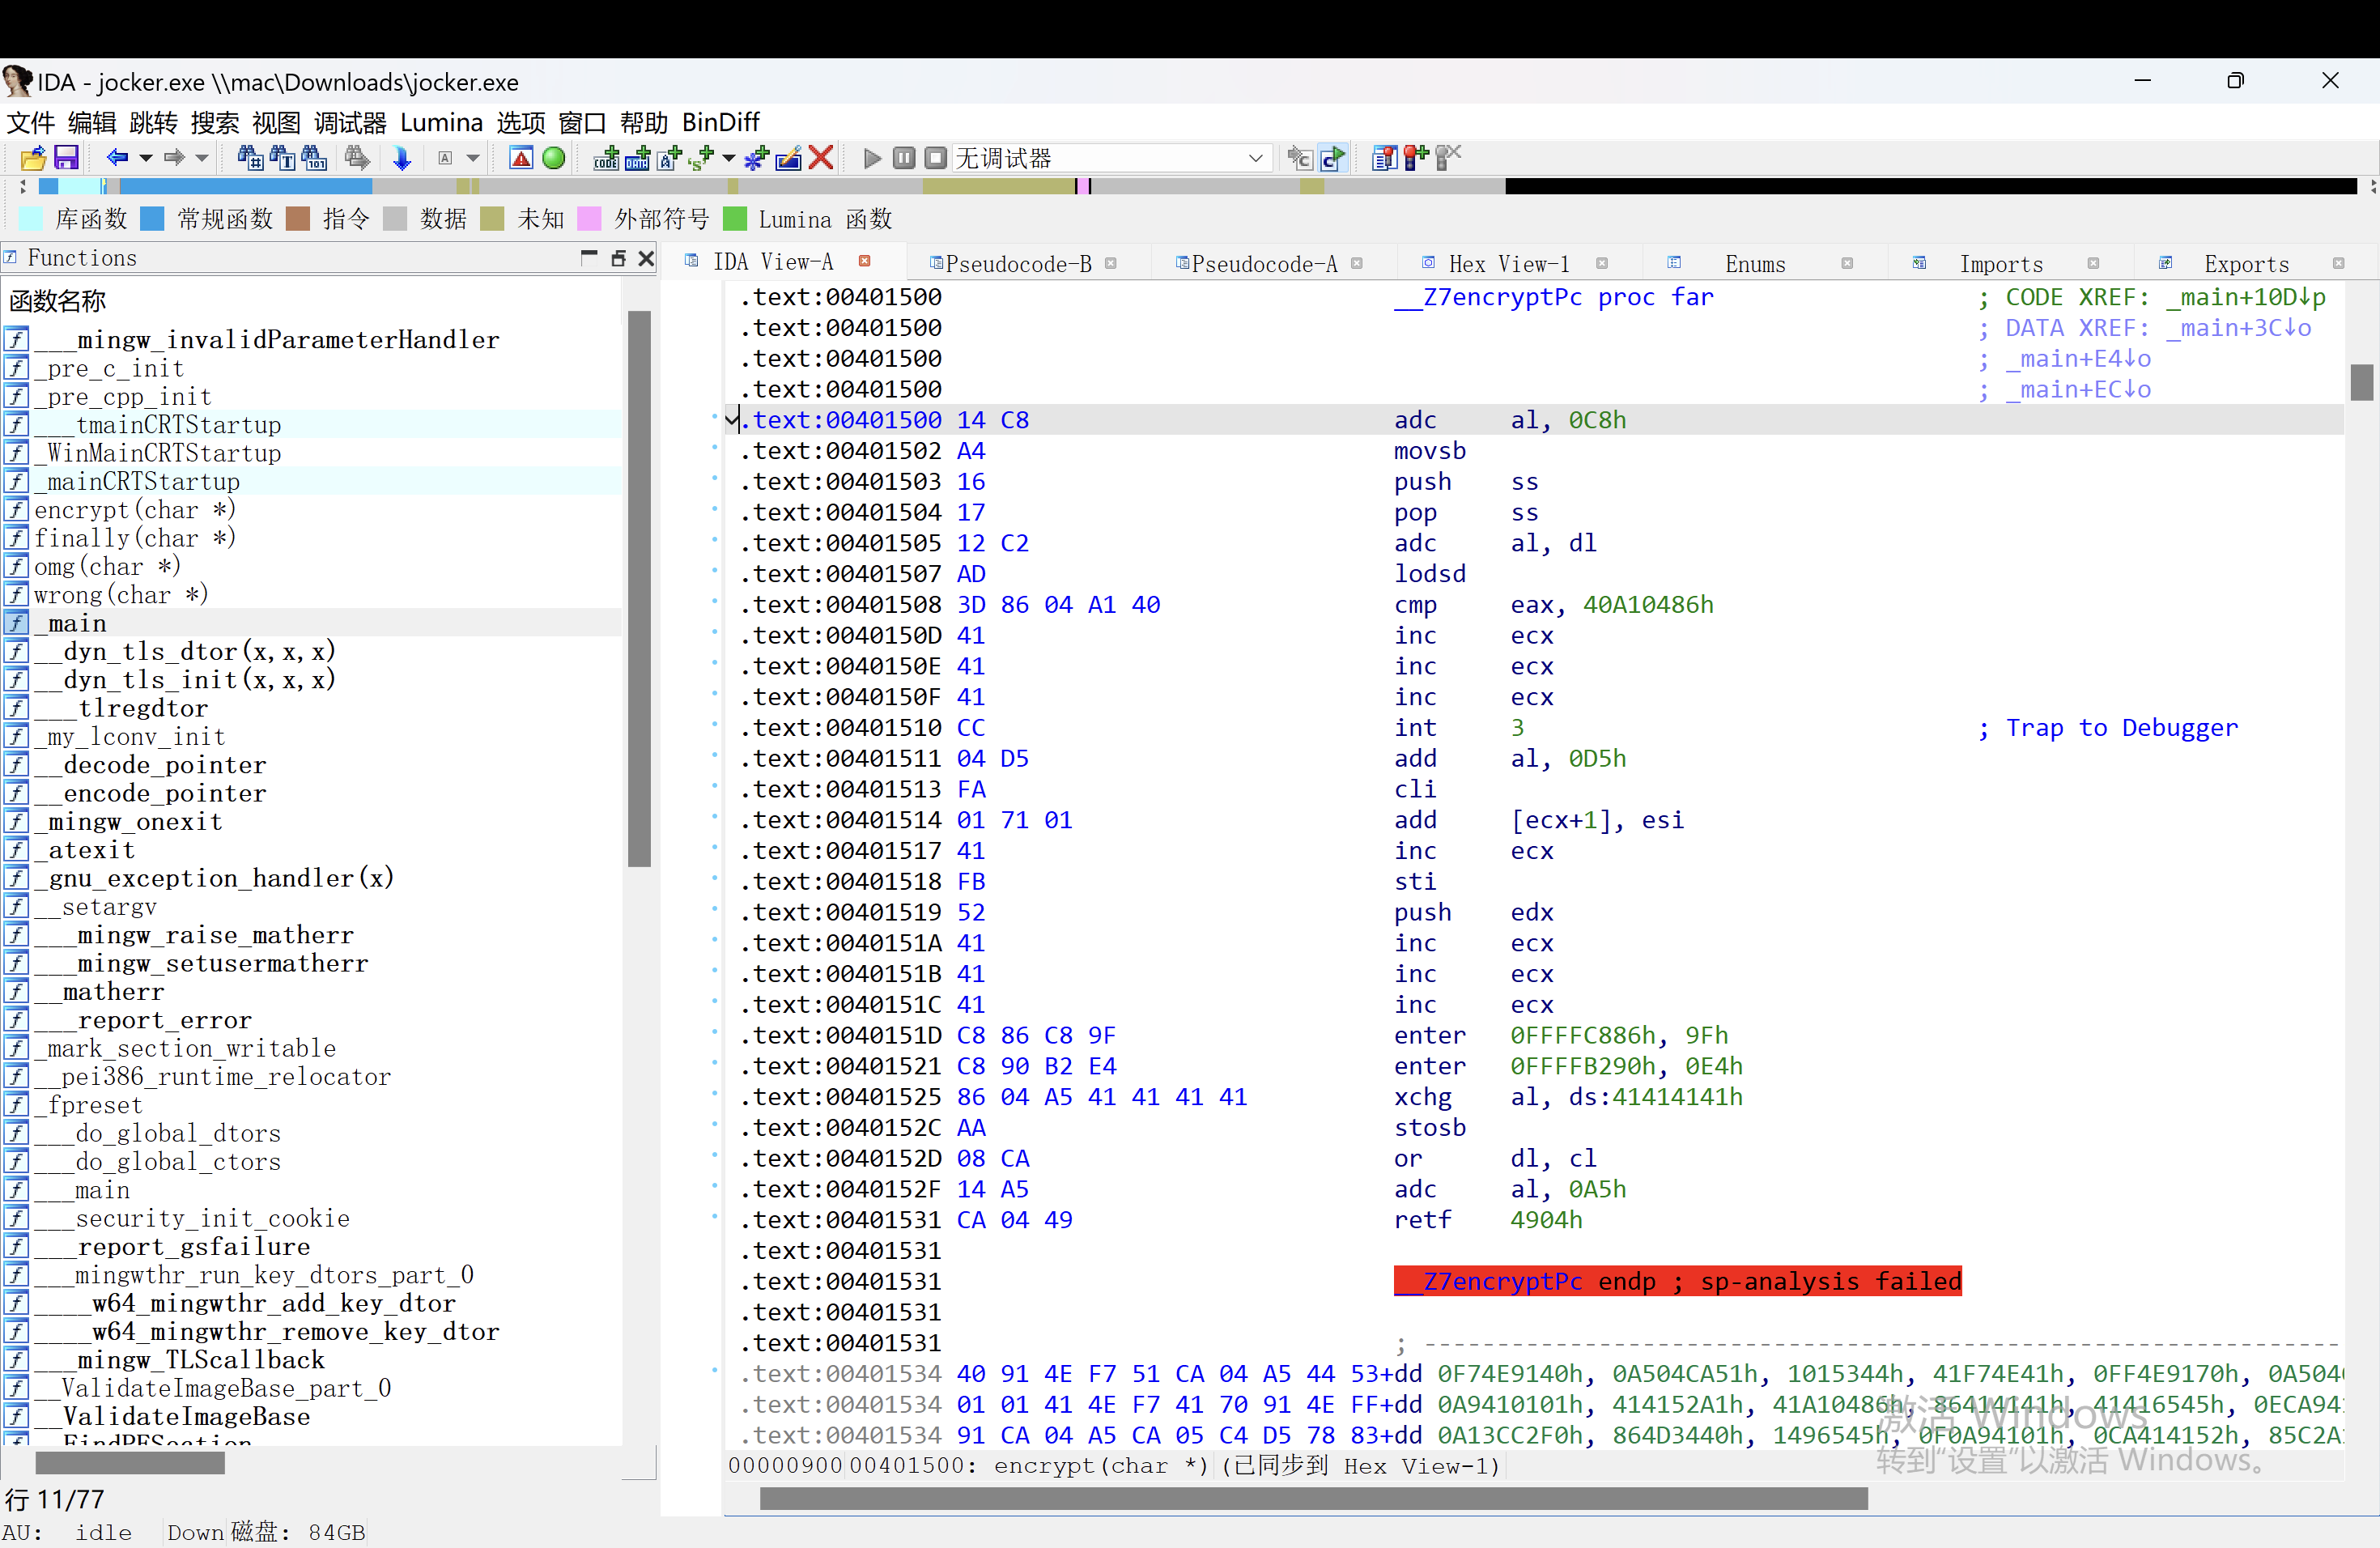 IDA - jocker.exe \\mac\Downloads\jocker.exe
文件 编辑 跳转 搜索 视图 调试器 Lumina 选项 窗口 帮助 BinDiff
无调试器
库函数 常规函数 指令 数据 未知 外部符号 Lumina 函数
Functions
函数名称
___mingw_invalidParameterHandler
_pre_c_init
_pre_cpp_init
___tmainCRTStartup
_WinMainCRTStartup
_mainCRTStartup
encrypt(char *)
finally(char *)
omg(char *)
wrong(char *)
_main
__dyn_tls_dtor(x,x,x)
__dyn_tls_init(x,x,x)
___tlregdtor
_my_lconv_init
__decode_pointer
__encode_pointer
_mingw_onexit
_atexit
_gnu_exception_handler(x)
__setargv
___mingw_raise_matherr
___mingw_setusermatherr
__matherr
___report_error
_mark_section_writable
__pei386_runtime_relocator
_fpreset
___do_global_dtors
___do_global_ctors
___main
___security_init_cookie
___report_gsfailure
___mingwthr_run_key_dtors_part_0
____w64_mingwthr_add_key_dtor
____w64_mingwthr_remove_key_dtor
___mingw_TLScallback
__ValidateImageBase_part_0
__ValidateImageBase
__FindPESection
行 11/77
AU: idle Down 磁盘: 84GB
IDA View-A Pseudocode-B Pseudocode-A Hex View-1 Enums Imports Exports
.text:00401500 __Z7encryptPc proc far ; CODE XREF: _main+10D↓p
.text:00401500 ; DATA XREF: _main+3C↓o
.text:00401500 ; _main+E4↓o
.text:00401500 ; _main+EC↓o
.text:00401500 14 C8 adc al, 0C8h
.text:00401502 A4 movsb
.text:00401503 16 push ss
.text:00401504 17 pop ss
.text:00401505 12 C2 adc al, dl
.text:00401507 AD lodsd
.text:00401508 3D 86 04 A1 40 cmp eax, 40A10486h
.text:0040150D 41 inc ecx
.text:0040150E 41 inc ecx
.text:0040150F 41 inc ecx
.text:00401510 CC int 3 ; Trap to Debugger
.text:00401511 04 D5 add al, 0D5h
.text:00401513 FA cli
.text:00401514 01 71 01 add [ecx+1], esi
.text:00401517 41 inc ecx
.text:00401518 FB sti
.text:00401519 52 push edx
.text:0040151A 41 inc ecx
.text:0040151B 41 inc ecx
.text:0040151C 41 inc ecx
.text:0040151D C8 86 C8 9F enter 0FFFFC886h, 9Fh
.text:00401521 C8 90 B2 E4 enter 0FFFFB290h, 0E4h
.text:00401525 86 04 A5 41 41 41 41 xchg al, ds:41414141h
.text:0040152C AA stosb
.text:0040152D 08 CA or dl, cl
.text:0040152F 14 A5 adc al, 0A5h
.text:00401531 CA 04 49 retf 4904h
.text:00401531
.text:00401531 __Z7encryptPc endp ; sp-analysis failed
.text:00401531
.text:00401531 ; ---------------------------------------------------------------
.text:00401534 40 91 4E F7 51 CA 04 A5 44 53+dd 0F74E9140h, 0A504CA51h, 1015344h, 41F74E41h, 0FF4E9170h, 0A504
.text:00401534 01 01 41 4E F7 41 70 91 4E FF+dd 0A9410101h, 414152A1h, 41A10486h, 86414141h, 41416545h, 0ECA94
.text:00401534 91 CA 04 A5 CA 05 C4 D5 78 83+dd 0A13CC2F0h, 864D3440h, 1496545h, 0F0A94101h, 0CA414152h, 85C2A
00000900 00401500: encrypt(char *) (已同步到 Hex View-1)
激活 Windows
转到“设置”以激活 Windows。